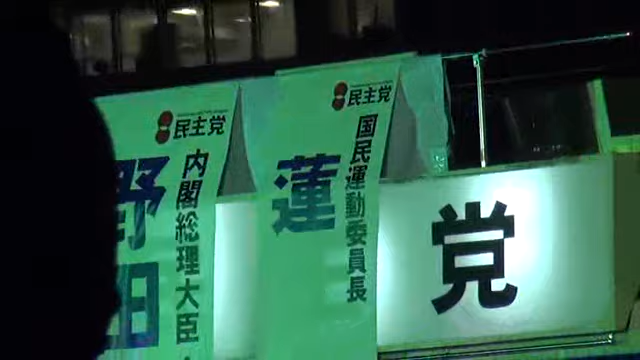 民主党
内閣総理大臣
野田
民主党
国民運動委員長
蓮
党